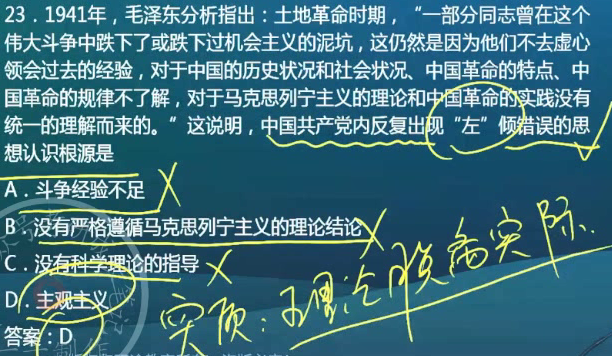 23．1941年，毛泽东分析指出：土地革命时期，“一部分同志曾在这个
伟大斗争中跌下了或跌下过机会主义的泥坑，这仍然是因为他们不去虚心
领会过去的经验，对于中国的历史状况和社会状况、中国革命的特点、中
国革命的规律不了解，对于马克思列宁主义的理论和中国革命的实践没有
统一的理解而来的。”这说明，中国共产党内反复出现“左”倾错误的思
想认识根源是
A．斗争经验不足
B．没有严格遵循马克思列宁主义的理论结论
C．没有科学理论的指导
D．主观主义
实质：理论脱离实际
答案：D